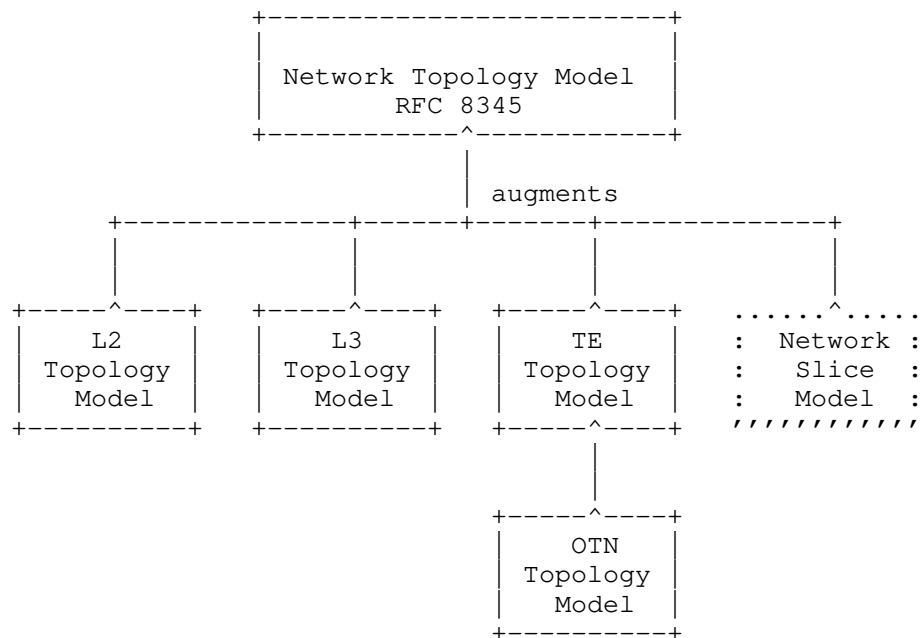 Network Topology Model
RFC 8345
augments
L2
Topology
Model
L3
Topology
Model
TE
Topology
Model
Network
Slice
Model
OTN
Topology
Model